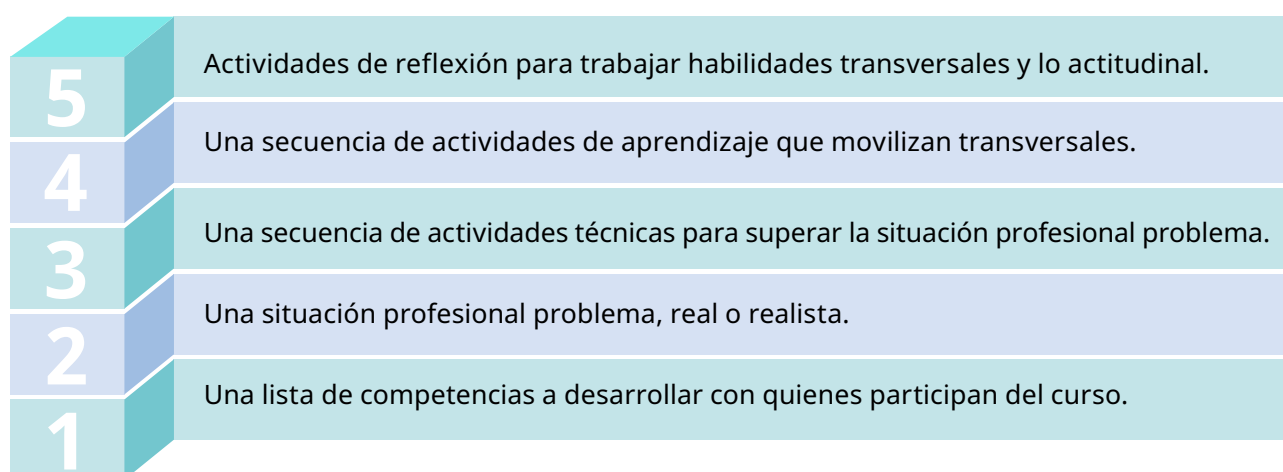 5
Actividades de reflexión para trabajar habilidades transversales y lo actitudinal.
4
Una secuencia de actividades de aprendizaje que movilizan transversales.
3
Una secuencia de actividades técnicas para superar la situación profesional problema.
2
Una situación profesional problema, real o realista.
1
Una lista de competencias a desarrollar con quienes participan del curso.